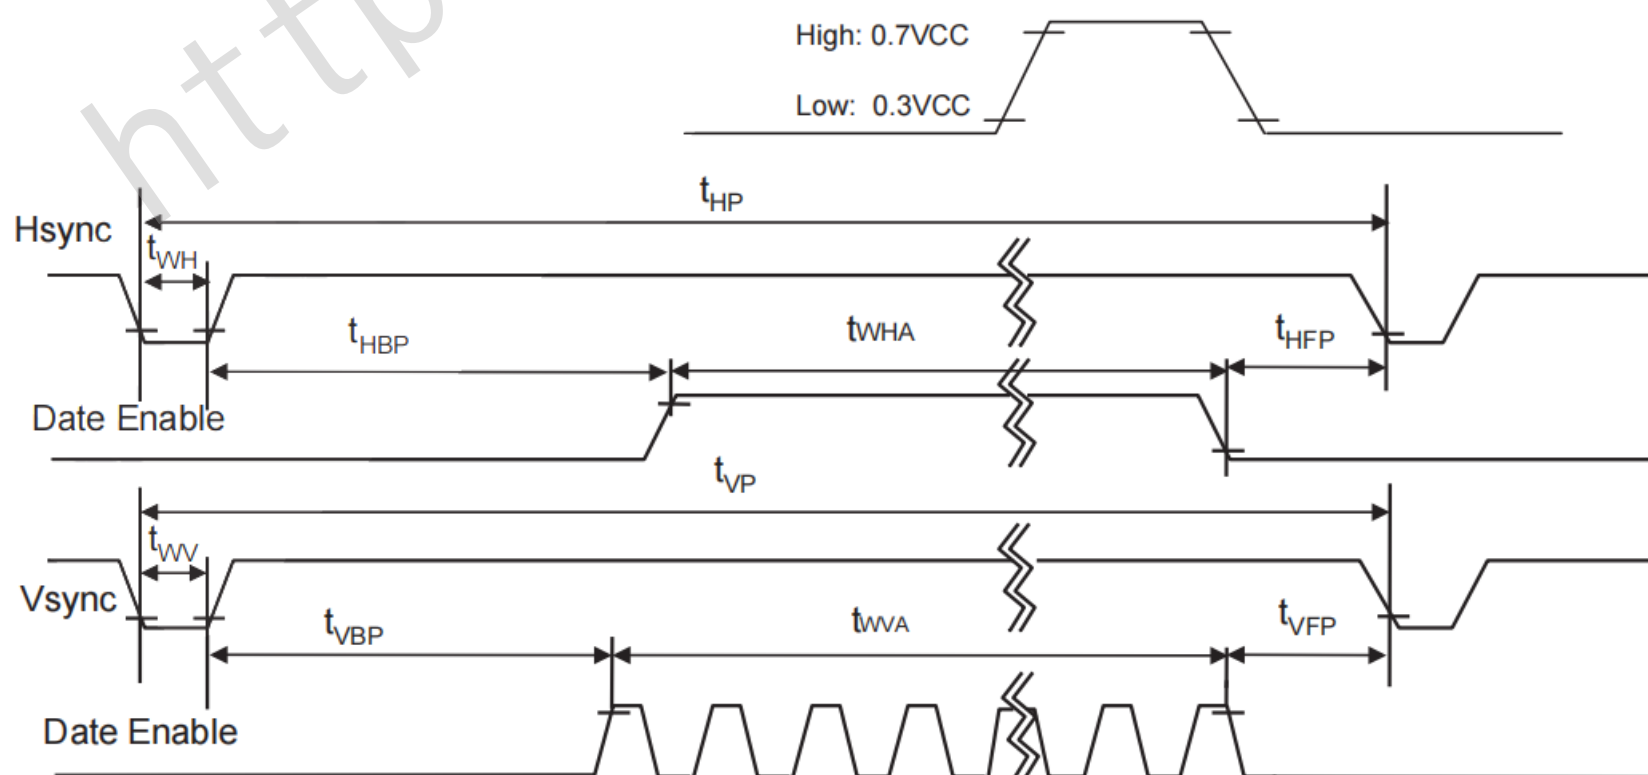 http
High: 0.7VCC
Low: 0.3VCC
tHP
Hsync
tWH
tHBP
tWHA
tHFP
Date Enable
tVP
tWV
Vsync
tVBP
tWVA
tVFP
Date Enable